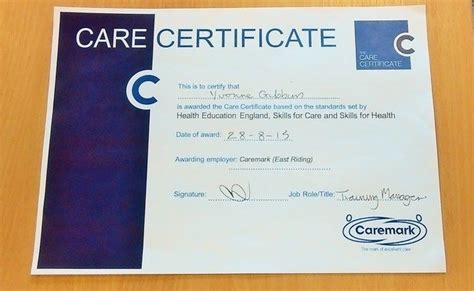 CARE CERTIFICATE
THE
CARE
CERTIFICATE
This is to certify that
Yvonne Gibbins
is awarded the Care Certificate based on the standards set by
Health Education England, Skills for Care and Skills for Health
Date of award: 28-8-15
Awarding employer: Caremark (East Riding)
Signature:
Job Role/Title: Training Manager
Caremark
The mark of excellent care